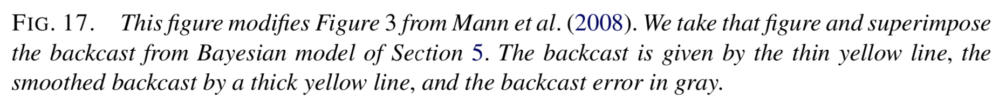 FIG. 17. This figure modifies Figure 3 from Mann et al. (2008). We take that figure and superimpose
the backcast from Bayesian model of Section 5. The backcast is given by the thin yellow line, the
smoothed backcast by a thick yellow line, and the backcast error in gray.